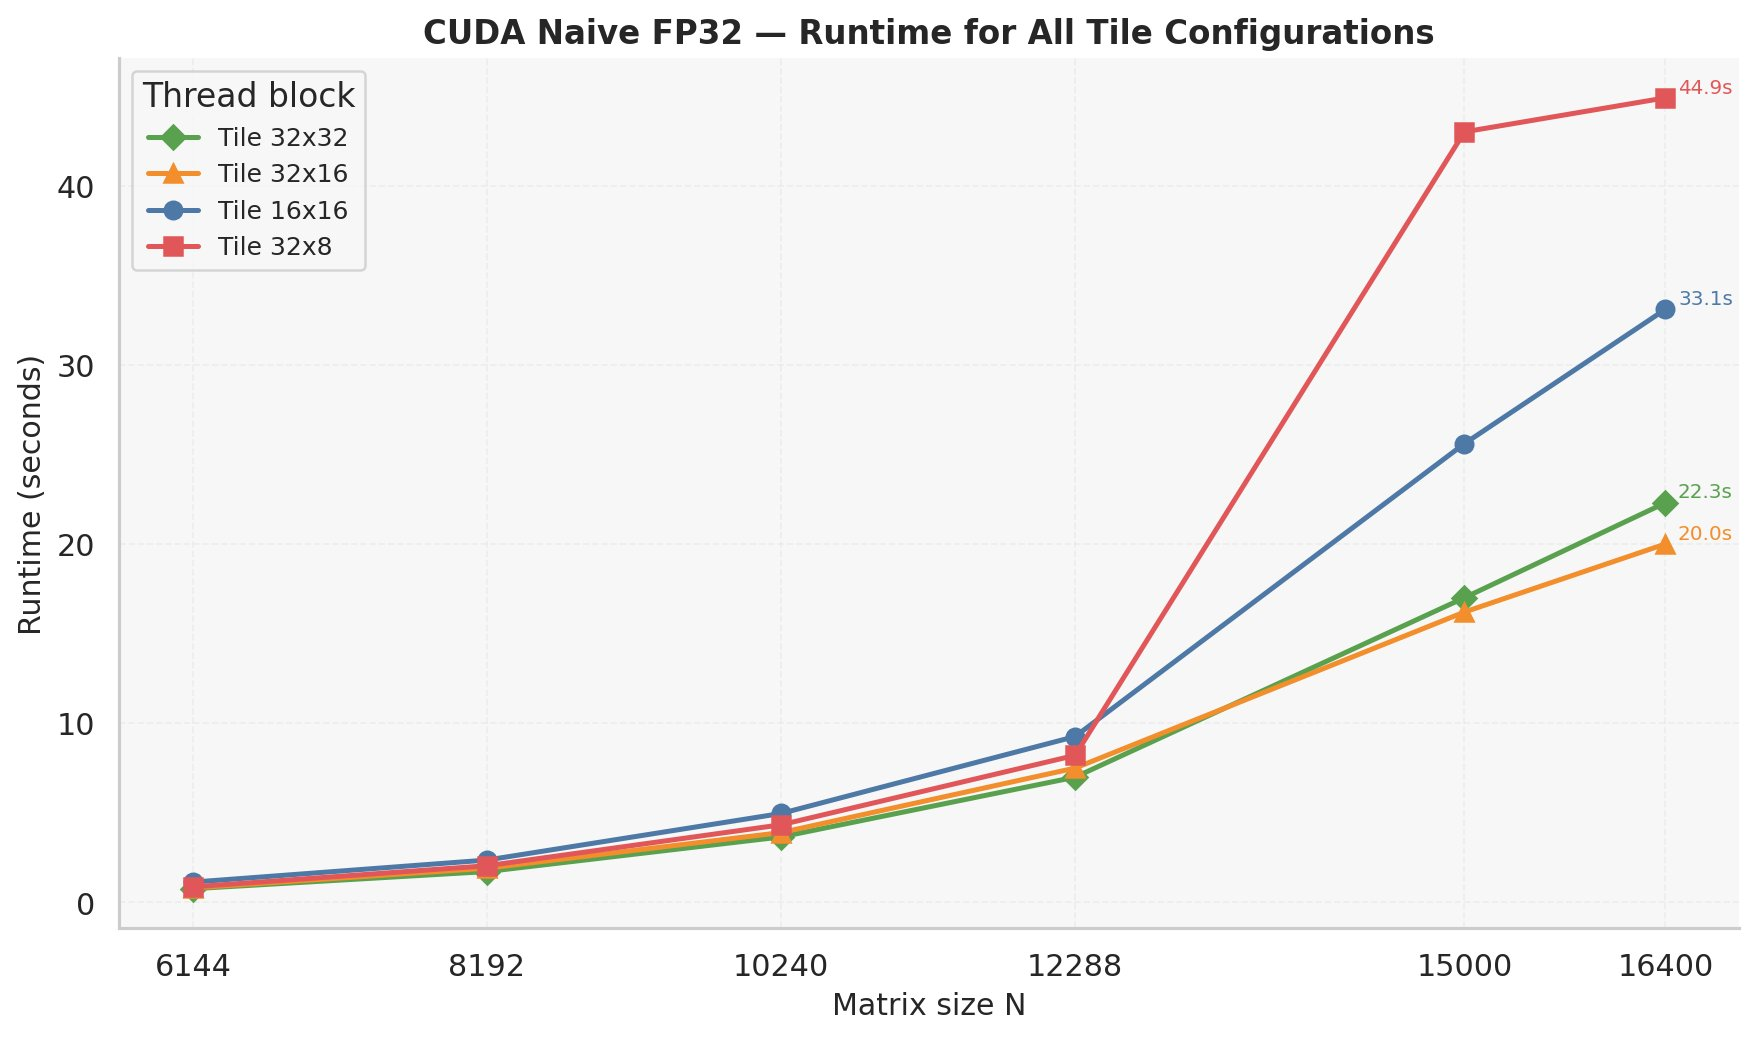 CUDA Naive FP32 — Runtime for All Tile Configurations
Thread block
Tile 32x32
Tile 32x16
Tile 16x16
Tile 32x8
44.9s
33.1s
22.3s
20.0s
Runtime (seconds)
40
30
20
10
0
6144 8192 10240 12288 15000 16400
Matrix size N